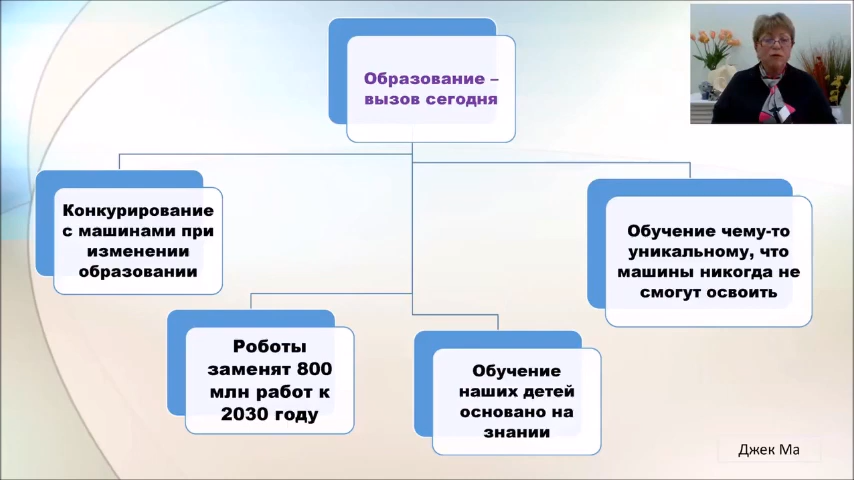 Образование –
вызов сегодня
Конкурирование
с машинами при
изменении
образовании
Обучение чему-то
уникальному, что
машины никогда не
смогут освоить
Роботы
заменят 800
млн работ к
2030 году
Обучение
наших детей
основано на
знании
Джек Ма